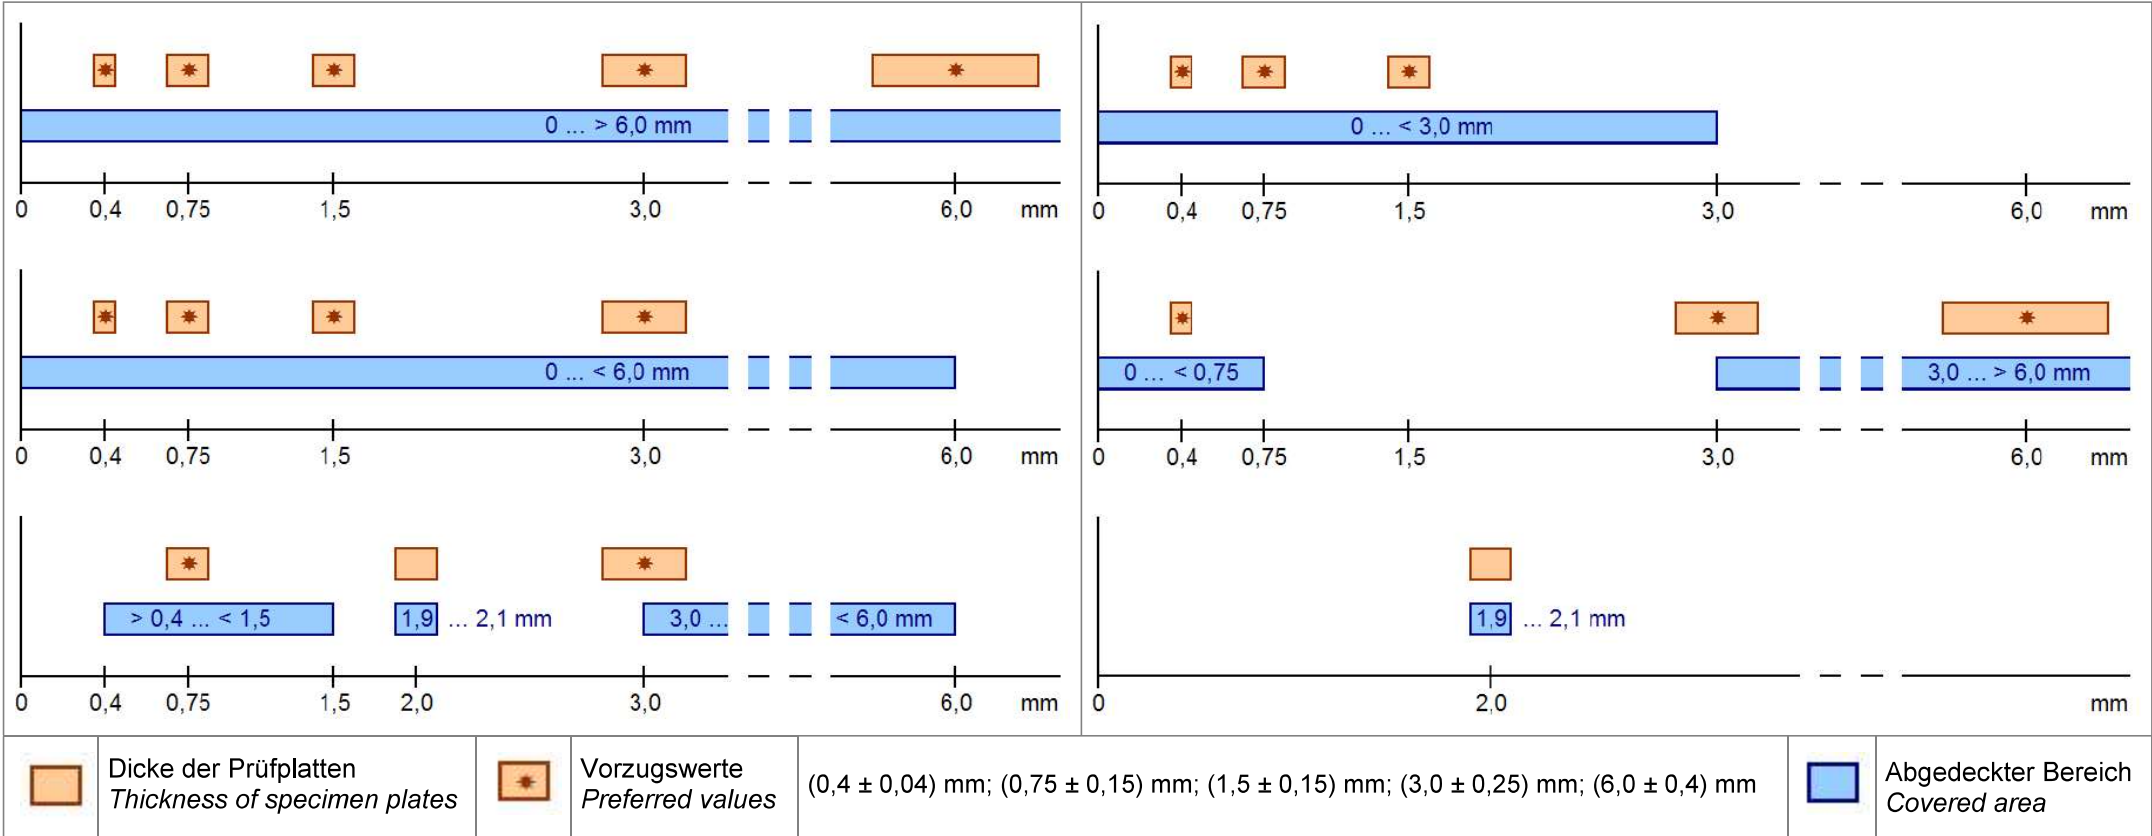 0 ... > 6,0 mm
0 0,4 0,75 1,5 3,0 6,0 mm
0 ... < 3,0 mm
0 0,4 0,75 1,5 3,0 6,0 mm
0 ... < 6,0 mm
0 0,4 0,75 1,5 3,0 6,0 mm
0 ... < 0,75 3,0 ... > 6,0 mm
0 0,4 0,75 1,5 3,0 6,0 mm
> 0,4 ... < 1,5 1,9 ... 2,1 mm 3,0 ... < 6,0 mm
0 0,4 0,75 1,5 2,0 3,0 6,0 mm
1,9 ... 2,1 mm
0 2,0 mm
Dicke der Prüfplatten
Thickness of specimen plates
Vorzugswerte
Preferred values
(0,4 ± 0,04) mm; (0,75 ± 0,15) mm; (1,5 ± 0,15) mm; (3,0 ± 0,25) mm; (6,0 ± 0,4) mm
Abgedeckter Bereich
Covered area